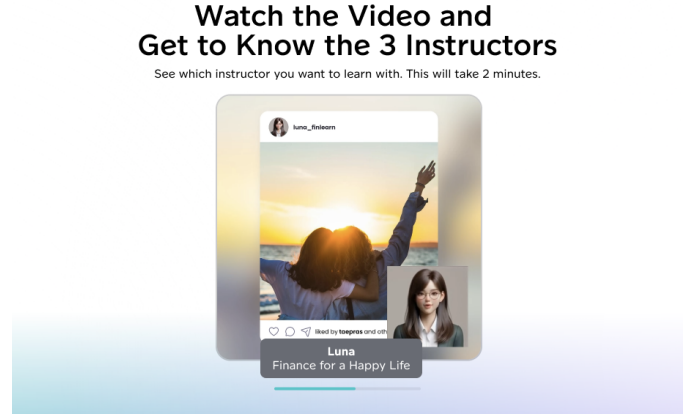 Watch the Video and
Get to Know the 3 Instructors
See which instructor you want to learn with. This will take 2 minutes.
luna_finlearn
liked by taepras and oth
Luna
Finance for a Happy Life